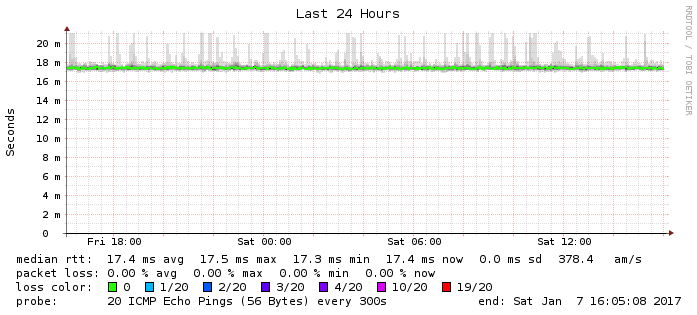 Last 24 Hours
RRDTOOL / TOBI OETIKER
Seconds
20 m
18 m
16 m
14 m
12 m
10 m
8 m
6 m
4 m
2 m
0
Fri 18:00 Sat 00:00 Sat 06:00 Sat 12:00
median rtt: 17.4 ms avg 17.5 ms max 17.3 ms min 17.4 ms now 0.0 ms sd 378.4 am/s
packet loss: 0.00 % avg 0.00 % max 0.00 % min 0.00 % now
loss color: 0 1/20 2/20 3/20 4/20 10/20 19/20
probe: 20 ICMP Echo Pings (56 Bytes) every 300s end: Sat Jan 7 16:05:08 2017